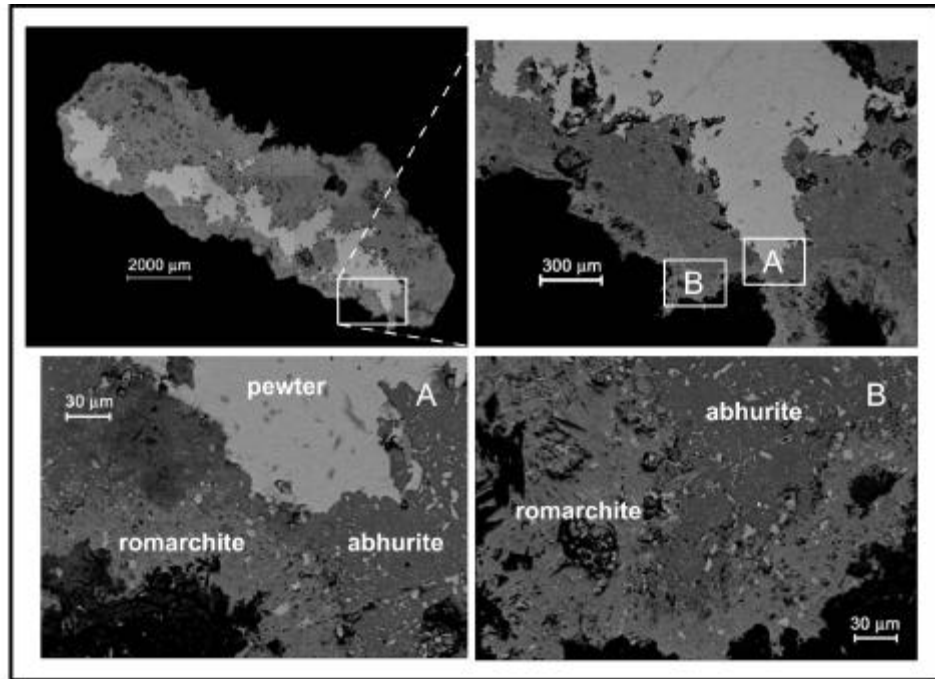 2000 μm
300 μm
B
A
30 μm
pewter
A
romarchite
abhurite
abhurite
B
romarchite
30 μm